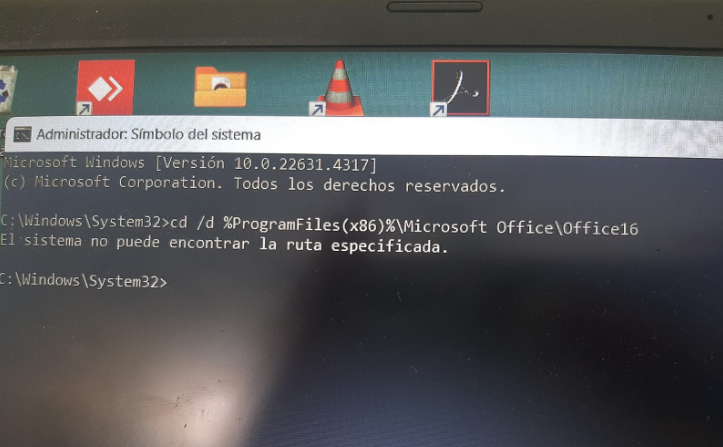 Administrador: Símbolo del sistema
Microsoft Windows [Versión 10.0.22631.4317]
(c) Microsoft Corporation. Todos los derechos reservados.
C:\Windows\System32>cd /d %ProgramFiles(x86)%\Microsoft Office\Office16
El sistema no puede encontrar la ruta especificada.
C:\Windows\System32>